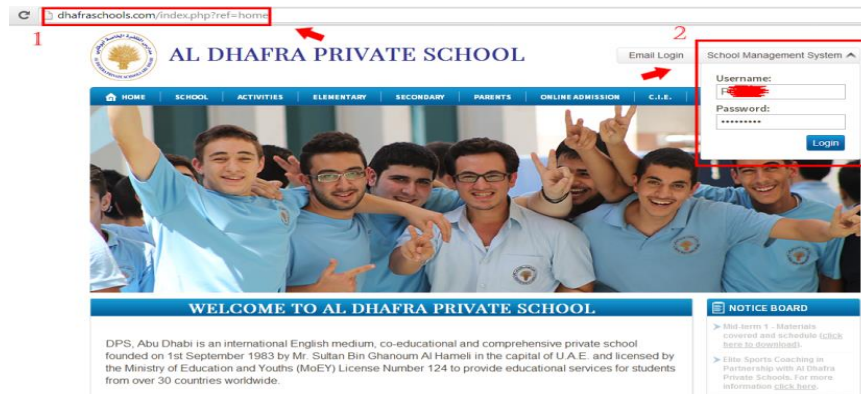 dhafraschools.com/index.php?ref=home
1
2
AL DHAFRA PRIVATE SCHOOL
Email Login
School Management System
Username:
Password:
Login
HOME
SCHOOL
ACTIVITIES
ELEMENTARY
SECONDARY
PARENTS
ONLINE ADMISSION
C.I.E.
WELCOME TO AL DHAFRA PRIVATE SCHOOL
DPS, Abu Dhabi is an international English medium, co-educational and comprehensive private school
founded on 1st September 1983 by Mr. Sultan Bin Ghanoum Al Hameli in the capital of U.A.E. and licensed by
the Ministry of Education and Youths (MoEY) License Number 124 to provide educational services for students
from over 30 countries worldwide.
NOTICE BOARD
Mid-term 1 - Materials
covered and schedule (click
here to download).
Elite Sports Coaching in
Partnership with Al Dhafra
Private Schools. For more
information click here.